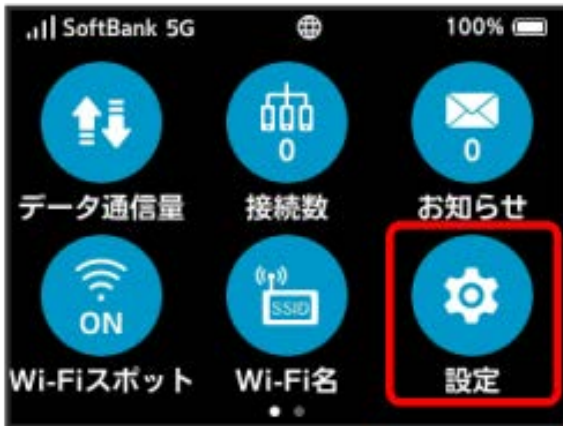 SoftBank 5G 100%
0 0
データ通信量 接続数 お知らせ
ON SSID
Wi-Fiスポット Wi-Fi名 設定